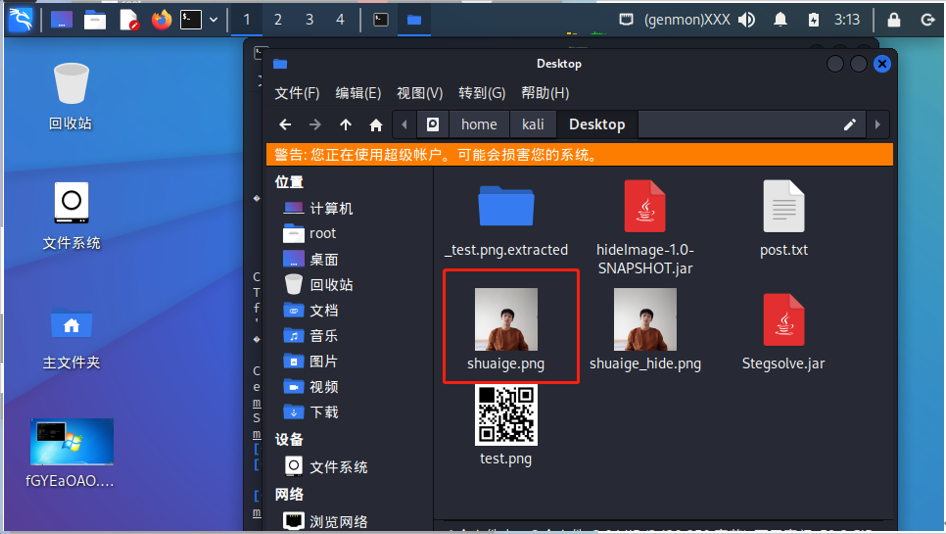 1 2 3 4
(genmon)XXX
3:13
Desktop
文件(F) 编辑(E) 视图(V) 转到(G) 帮助(H)
home kali Desktop
警告: 您正在使用超级帐户。可能会损害您的系统。
回收站
文件系统
主文件夹
fGYEaOAO....
位置
计算机
root
桌面
回收站
文档
音乐
图片
视频
下载
设备
文件系统
网络
浏览网络
_test.png.extracted
hideImage-1.0-
SNAPSHOT.jar
post.txt
shuaige.png
shuaige_hide.png
Stegsolve.jar
test.png